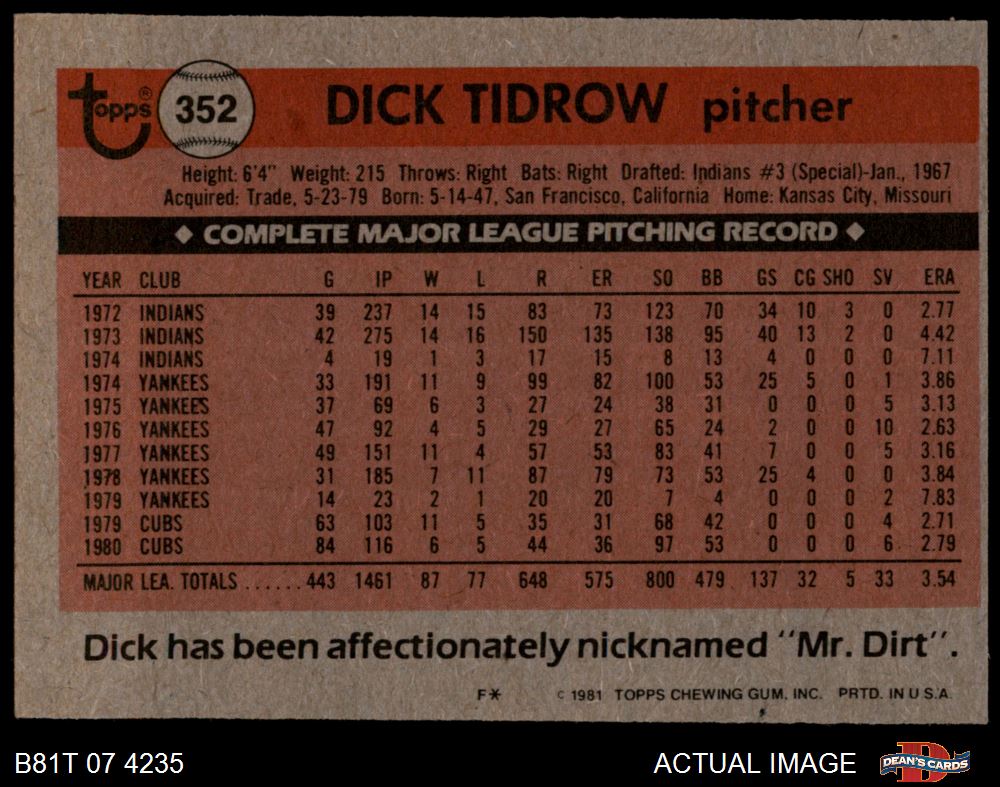 Topps® 352 DICK TIDROW pitcher
Height: 6'4" Weight: 215 Throws: Right Bats: Right Drafted: Indians #3 (Special)-Jan., 1967
Acquired: Trade, 5-23-79 Born: 5-14-47, San Francisco, California Home: Kansas City, Missouri
◆ COMPLETE MAJOR LEAGUE PITCHING RECORD ◆
YEAR CLUB G IP W L R ER SO BB GS CG SHO SV ERA
1972 INDIANS 39 237 14 15 83 73 123 70 34 10 3 0 2.77
1973 INDIANS 42 275 14 16 150 135 138 95 40 13 2 0 4.42
1974 INDIANS 4 19 1 3 17 15 8 13 4 0 0 0 7.11
1974 YANKEES 33 191 11 9 99 82 100 53 25 5 0 1 3.86
1975 YANKEES 37 69 6 3 27 24 38 31 0 0 0 5 3.13
1976 YANKEES 47 92 4 5 29 27 65 24 2 0 0 10 2.63
1977 YANKEES 49 151 11 4 57 53 83 41 7 0 0 5 3.16
1978 YANKEES 31 185 7 11 87 79 73 53 25 4 0 0 3.84
1979 YANKEES 14 23 2 1 20 20 7 4 0 0 0 2 7.83
1979 CUBS 63 103 11 5 35 31 68 42 0 0 0 4 2.71
1980 CUBS 84 116 6 5 44 36 97 53 0 0 0 6 2.79
MAJOR LEA. TOTALS ...... 443 1461 87 77 648 575 800 479 137 32 5 33 3.54
Dick has been affectionately nicknamed "Mr. Dirt".
F* © 1981 TOPPS CHEWING GUM, INC. PRTD. IN U.S.A.
B81T 07 4235 ACTUAL IMAGE D DEAN'S CARDS